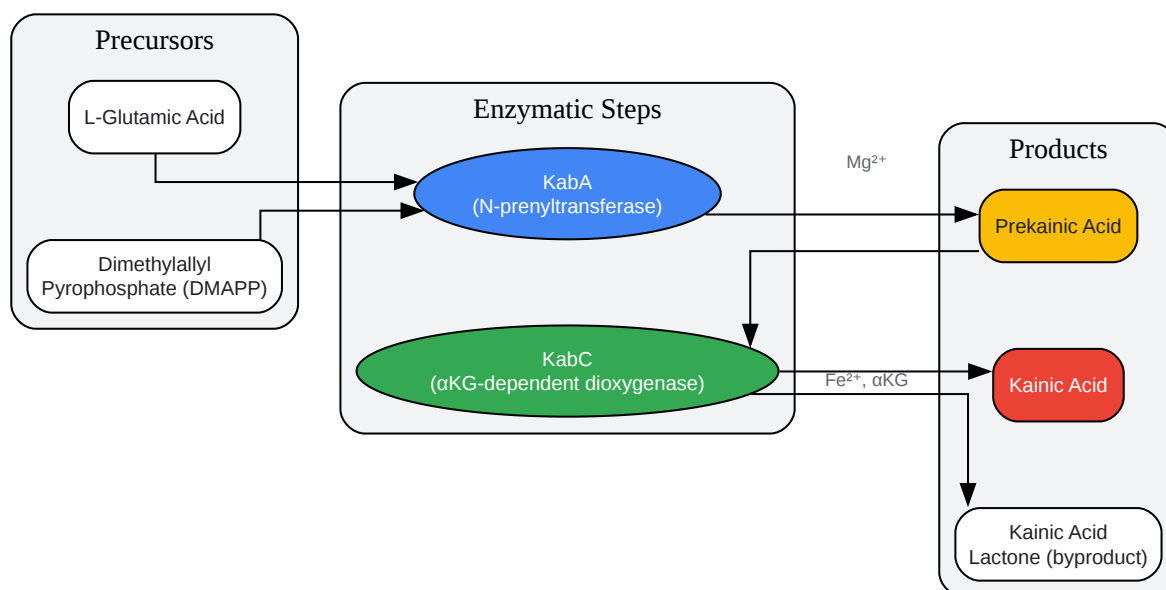 Precursors
L-Glutamic Acid
Dimethylallyl
Pyrophosphate (DMAPP)
Enzymatic Steps
KabA
(N-prenyltransferase)
KabC
(αKG-dependent dioxygenase)
Mg²⁺
Fe²⁺, αKG
Products
Prekainic Acid
Kainic Acid
Kainic Acid
Lactone (byproduct)